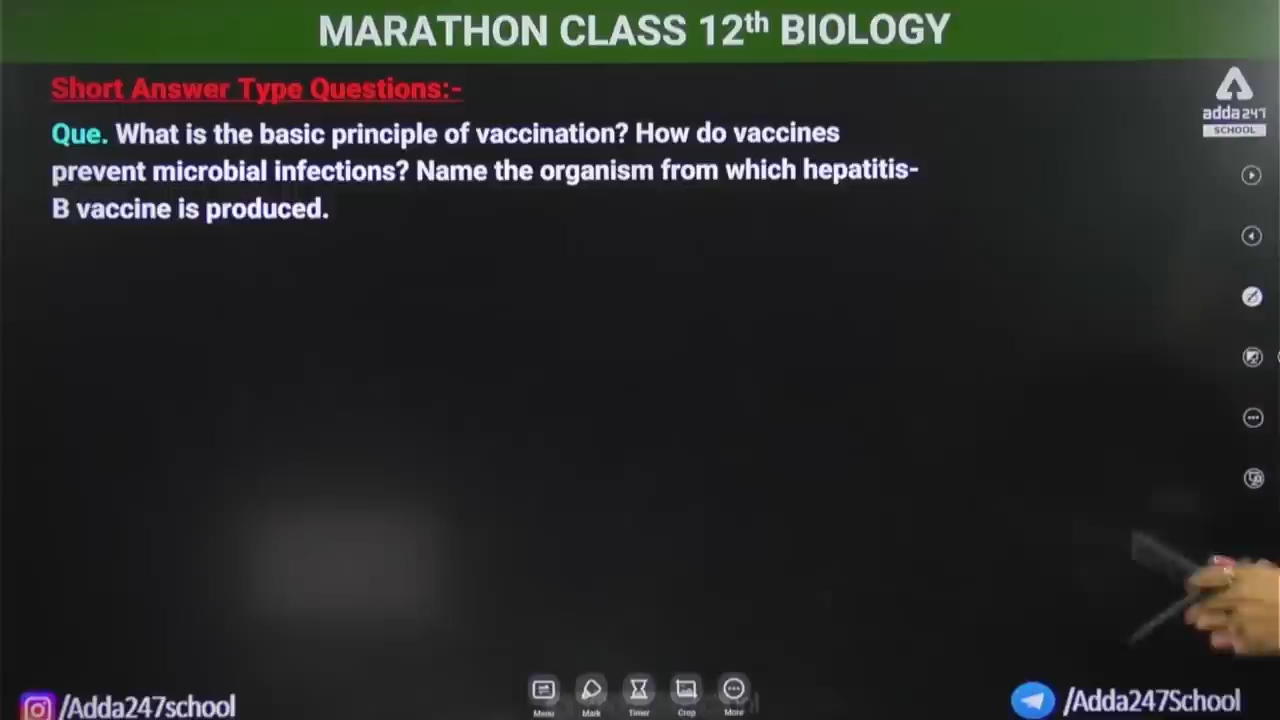 MARATHON CLASS 12th BIOLOGY
Short Answer Type Questions:-
adda247
SCHOOL
Que. What is the basic principle of vaccination? How do vaccines
prevent microbial infections? Name the organism from which hepatitis-
B vaccine is produced.
Menu Mark Timer Crop More
/Adda247school
/Adda247School